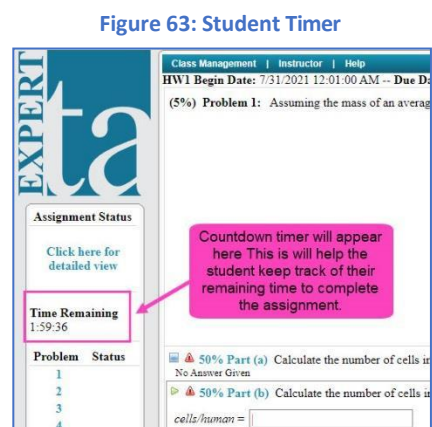 Figure 63: Student Timer
EXPERT
ta
Class Management | Instructor | Help
HW1 Begin Date: 7/31/2021 12:01:00 AM -- Due Da
(5%) Problem 1: Assuming the mass of an averag
Assignment Status
Click here for
detailed view
Countdown timer will appear
here This is will help the
student keep track of their
remaining time to complete
the assignment.
Time Remaining
1:59:36
Problem Status
1
2
3
4
50% Part (a) Calculate the number of cells in
No Answer Given
50% Part (b) Calculate the number of cells in
cells/human =